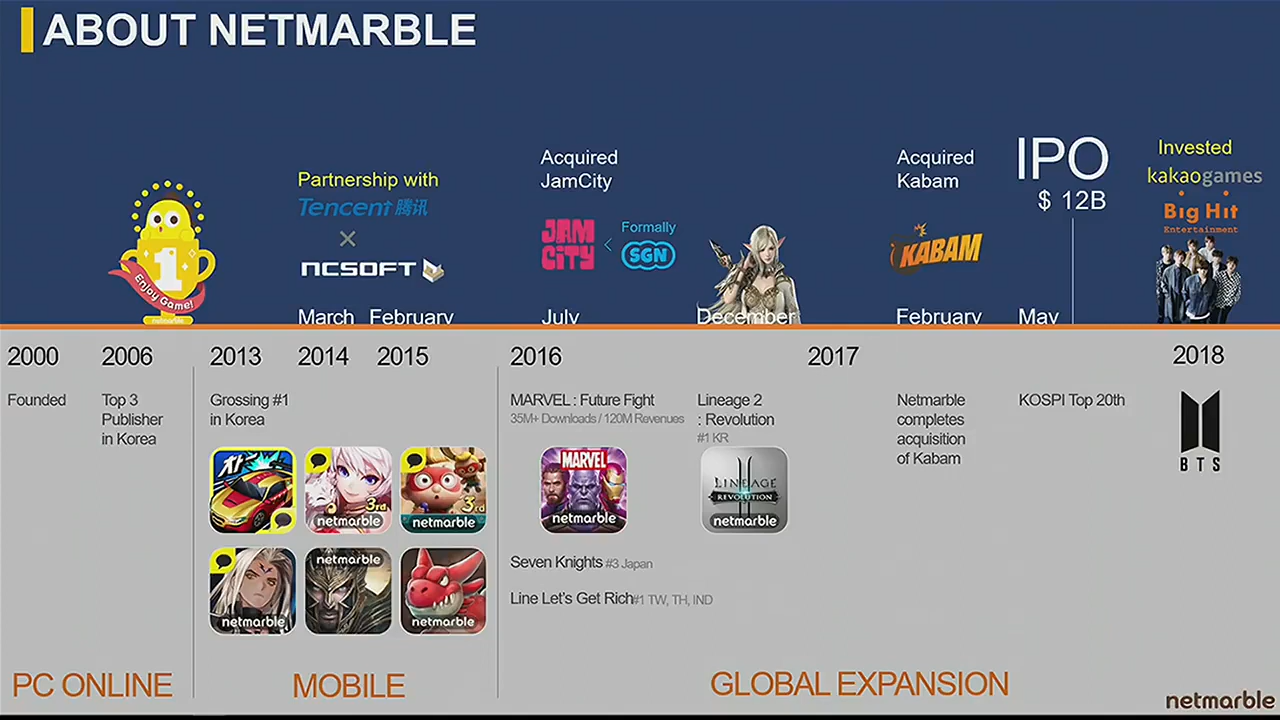 ABOUT NETMARBLE
1
Enjoy Game!
netmarble
Partnership with
Tencent 腾讯
×
NCSOFT
March February
Acquired
JamCity
JAM
CITY
<
Formally
SGN
July
December
Acquired
Kabam
KABAM
February
IPO
$ 12B
May
Invested
kakaogames
Big Hit
Entertainment
2000
Founded
2006
Top 3
Publisher
in Korea
2013 2014 2015
Grossing #1
in Korea
3rd
netmarble
3rd
netmarble
netmarble
netmarble
netmarble
2016
MARVEL : Future Fight
35M+ Downloads / 120M Revenues
MARVEL
netmarble
Lineage 2
: Revolution
#1 KR
LINEAGE
REVOLUTION
netmarble
Seven Knights #3 Japan
Line Let's Get Rich#1 TW, TH, IND
2017
Netmarble
completes
acquisition
of Kabam
KOSPI Top 20th
2018
BTS
PC ONLINE
MOBILE
GLOBAL EXPANSION
netmarble